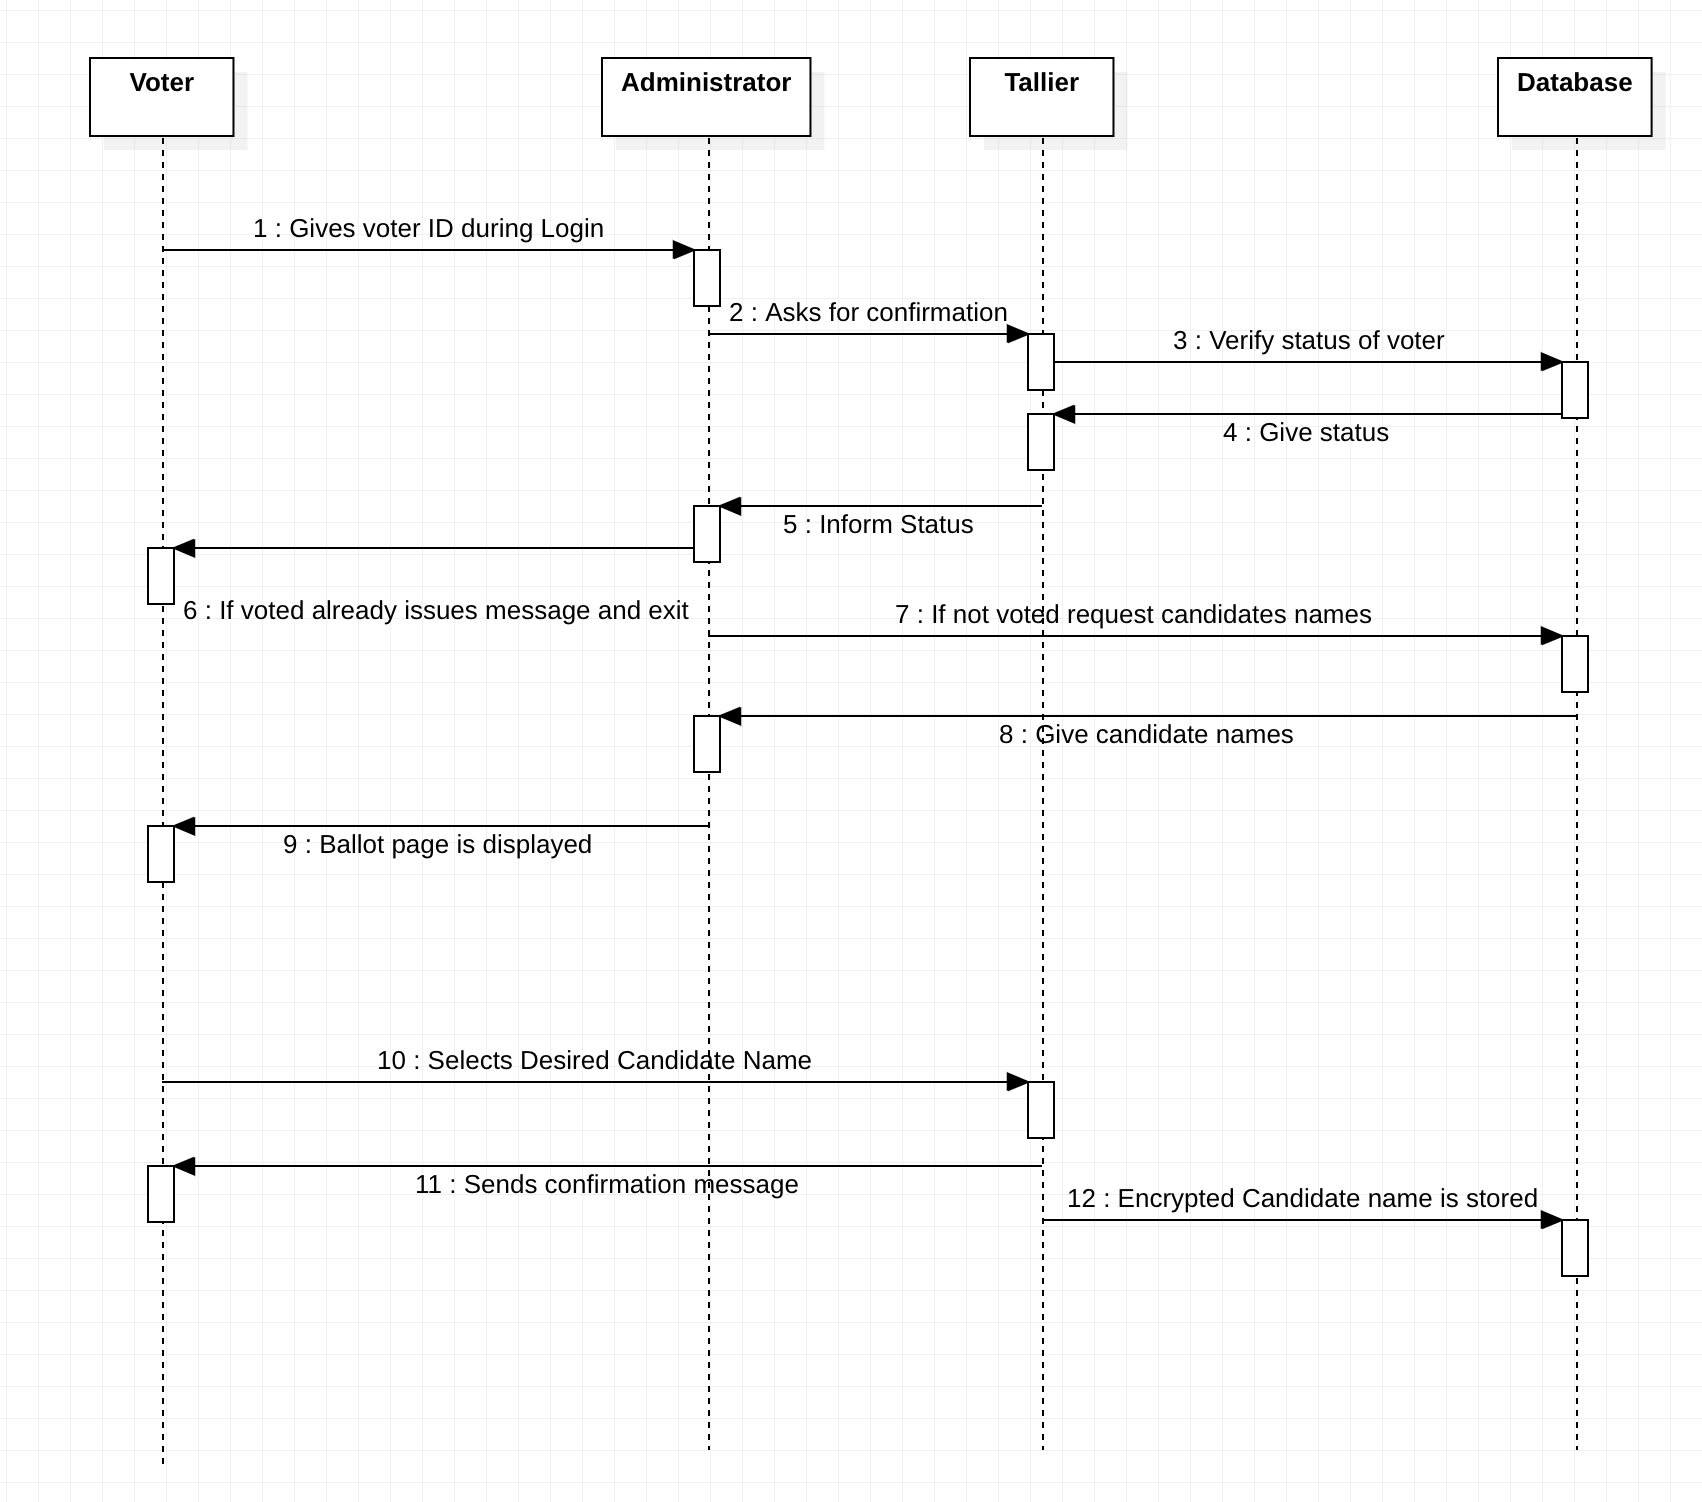 Voter
Administrator
Tallier
Database
1 : Gives voter ID during Login
2 : Asks for confirmation
3 : Verify status of voter
4 : Give status
5 : Inform Status
6 : If voted already issues message and exit
7 : If not voted request candidates names
8 : Give candidate names
9 : Ballot page is displayed
10 : Selects Desired Candidate Name
11 : Sends confirmation message
12 : Encrypted Candidate name is stored